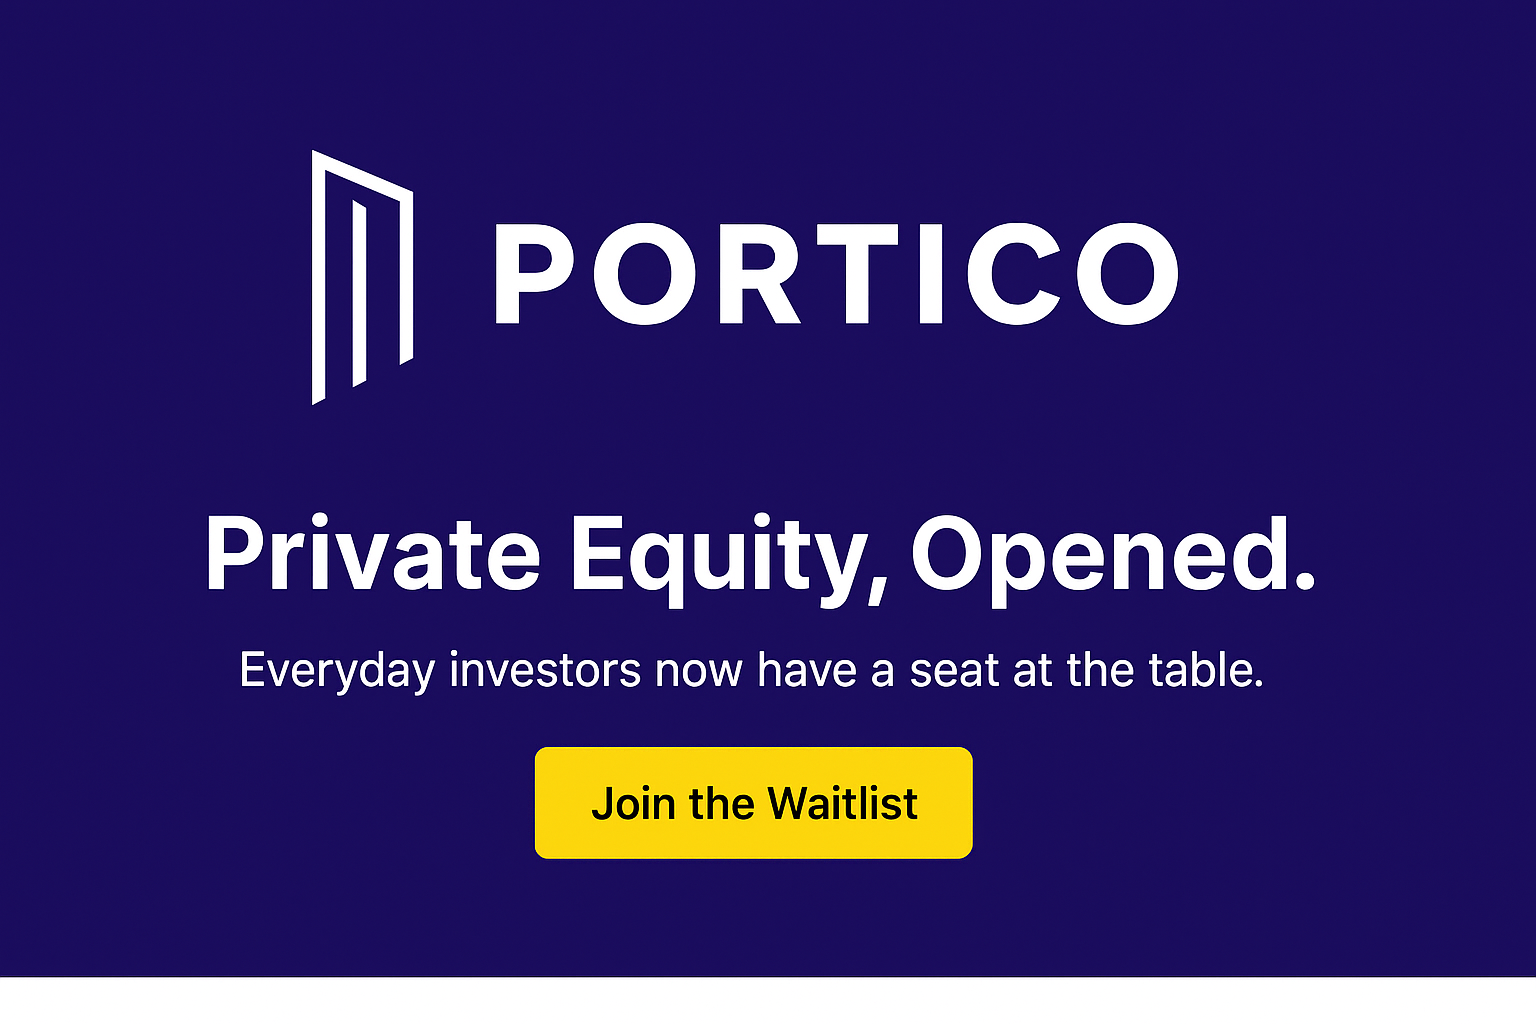 PORTICO
Private Equity, Opened.
Everyday investors now have a seat at the table.
Join the Waitlist